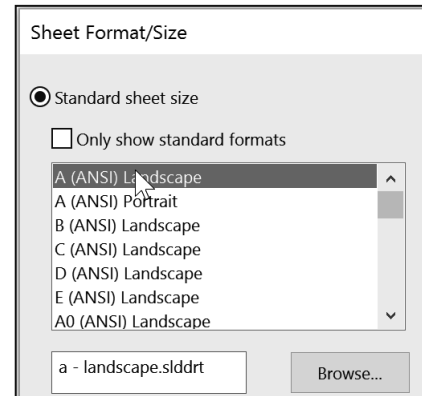 Sheet Format/Size
Standard sheet size
Only show standard formats
A (ANSI) Landscape
A (ANSI) Portrait
B (ANSI) Landscape
C (ANSI) Landscape
D (ANSI) Landscape
E (ANSI) Landscape
A0 (ANSI) Landscape
a - landscape.slddrt
Browse...